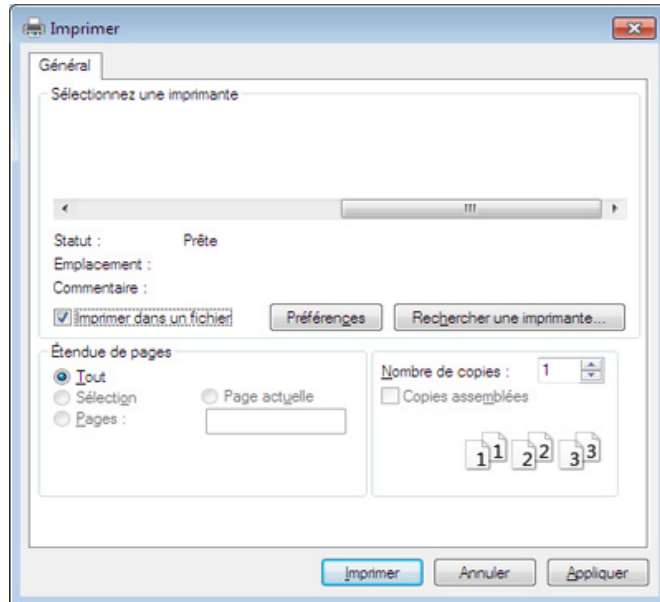 Imprimer
Général
Sélectionnez une imprimante
Statut : Prête
Emplacement :
Commentaire :
Imprimer dans un fichier Préférences Rechercher une imprimante...
Étendue de pages
Tout
Sélection Page actuelle
Pages :
Nombre de copies : 1
Copies assemblées
1 1 2 2 3 3
Imprimer Annuler Appliquer